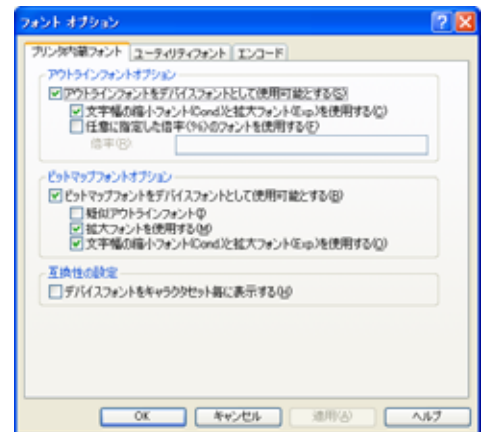 フォント オプション
プリンタ内蔵フォント
ユーティリティフォント
エンコード
アウトラインフォントオプション
アウトラインフォントをデバイスフォントとして使用可能とする(S)
文字幅の縮小フォント(Cond)と拡大フォント(Exp)を使用する(C)
任意に指定した倍率(%)のフォントを使用する(F)
倍率(R)
ビットマップフォントオプション
ビットマップフォントをデバイスフォントとして使用可能とする(B)
疑似アウトラインフォント(I)
拡大フォントを使用する(M)
文字幅の縮小フォント(Cond)と拡大フォント(Exp)を使用する(Q)
互換性の設定
デバイスフォントをキャラクタセット毎に表示する(H)
OK
キャンセル
適用(A)
ヘルプ